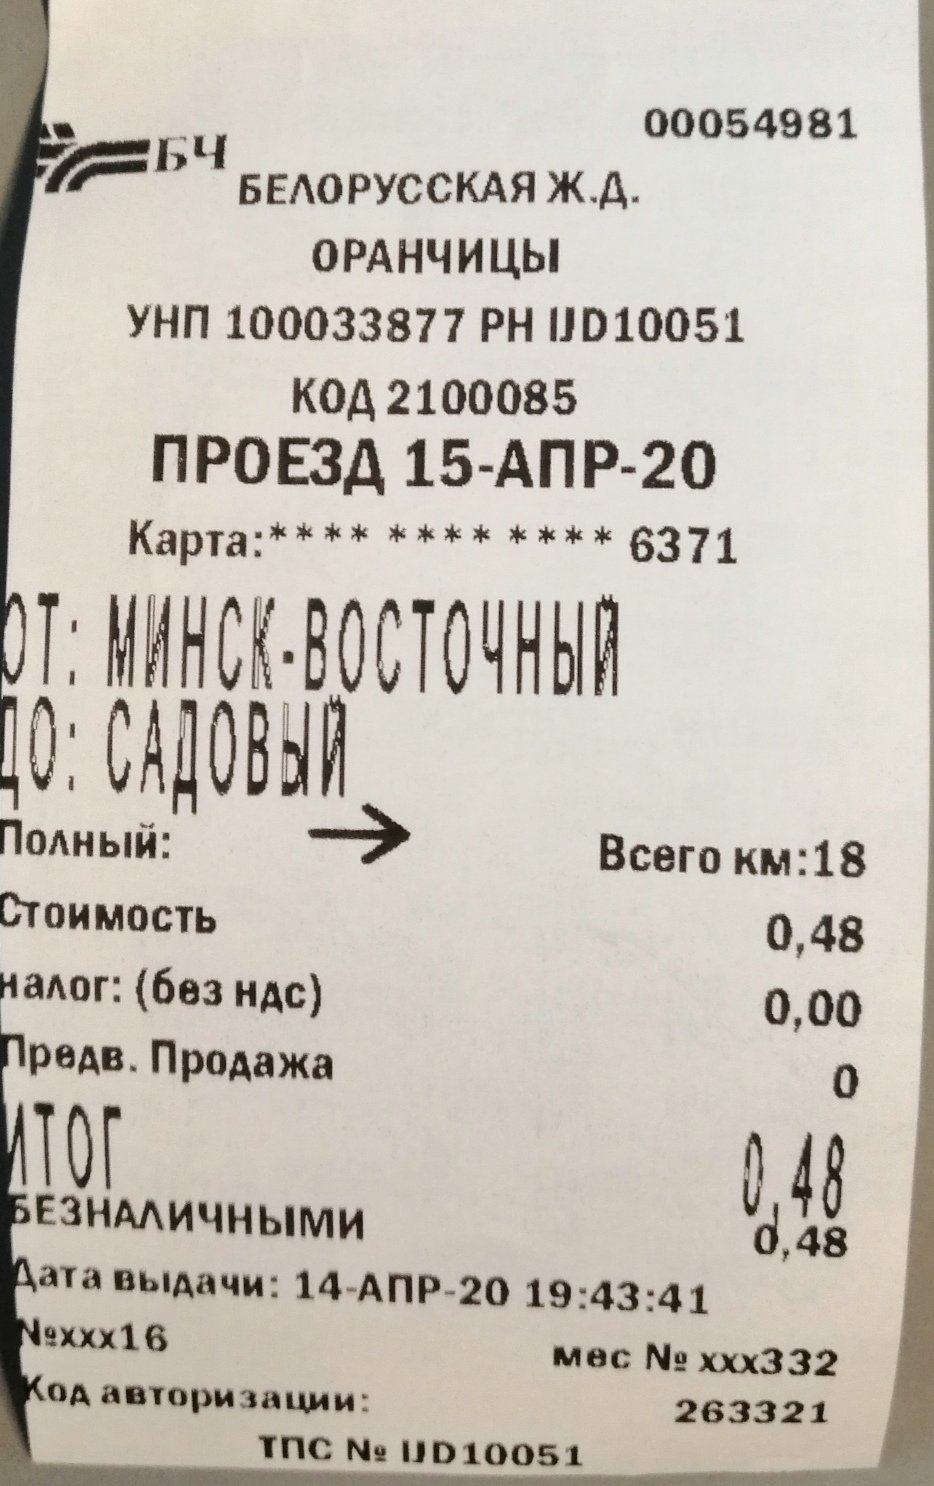 00054981
БЧ
БЕЛОРУССКАЯ Ж.Д.
ОРАНЧИЦЫ
УНП 100033877 РН IJD10051
КОД 2100085
ПРОЕЗД 15-АПР-20
Карта:**** **** **** 6371
ОТ: МИНСК-ВОСТОЧНЫЙ
ДО: САДОВЫЙ
Полный: → Всего км:18
Стоимость 0,48
налог: (без ндс) 0,00
Предв. Продажа 0
ИТОГ 0,48
БЕЗНАЛИЧНЫМИ 0,48
Дата выдачи: 14-АПР-20 19:43:41
№xxx16 мес № xxx332
Код авторизации: 263321
ТПС № IJD10051